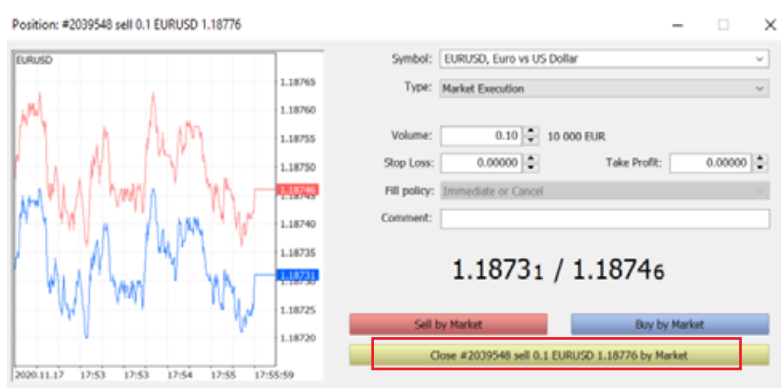 Position: #2039548 sell 0.1 EURUSD 1.18776
EURUSD
1.18765
1.18760
1.18755
1.18750
1.18746
1.18740
1.18735
1.18731
1.18725
1.18720
2020.11.17 17:53 17:53 17:54 17:55 17:55:59
Symbol: EURUSD, Euro vs US Dollar
Type: Market Execution
Volume: 0.10 10 000 EUR
Stop Loss: 0.00000 Take Profit: 0.00000
Fill policy: Immediate or Cancel
Comment:
1.18731 / 1.18746
Sell by Market Buy by Market
Close #2039548 sell 0.1 EURUSD 1.18776 by Market